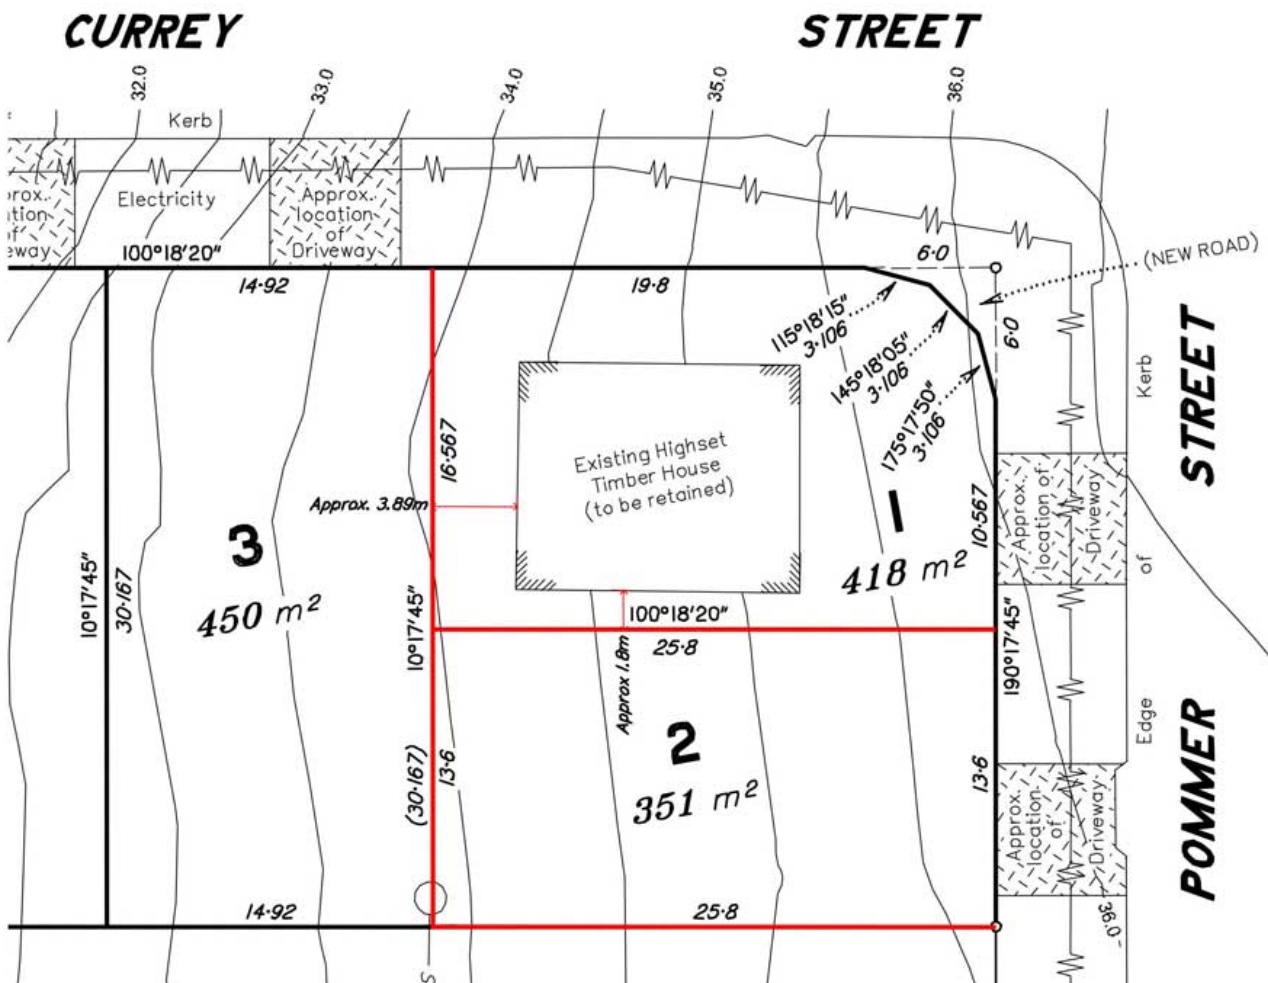 CURREY
STREET
32.0
33.0
34.0
35.0
36.0
Kerb
Electricity
Approx.
location
of
Driveway
100°18'20"
14·92
19·8
6·0
(NEW ROAD)
6·0
115°18'15"
3·106
145°18'05"
3·106
175°17'50"
3·106
Kerb
STREET
Existing Highset
Timber House
(to be retained)
16·567
Approx. 3.89m
1
418 m²
10·567
Approx.
location of
Driveway
of
3
450 m²
10°17'45"
30·167
10°17'45"
100°18'20"
25·8
Approx 1.8m
190°17'45"
2
351 m²
(30·167)
13·6
13·6
Edge
POMMER
Approx.
location
of
Driveway
36.0
14·92
25·8
S